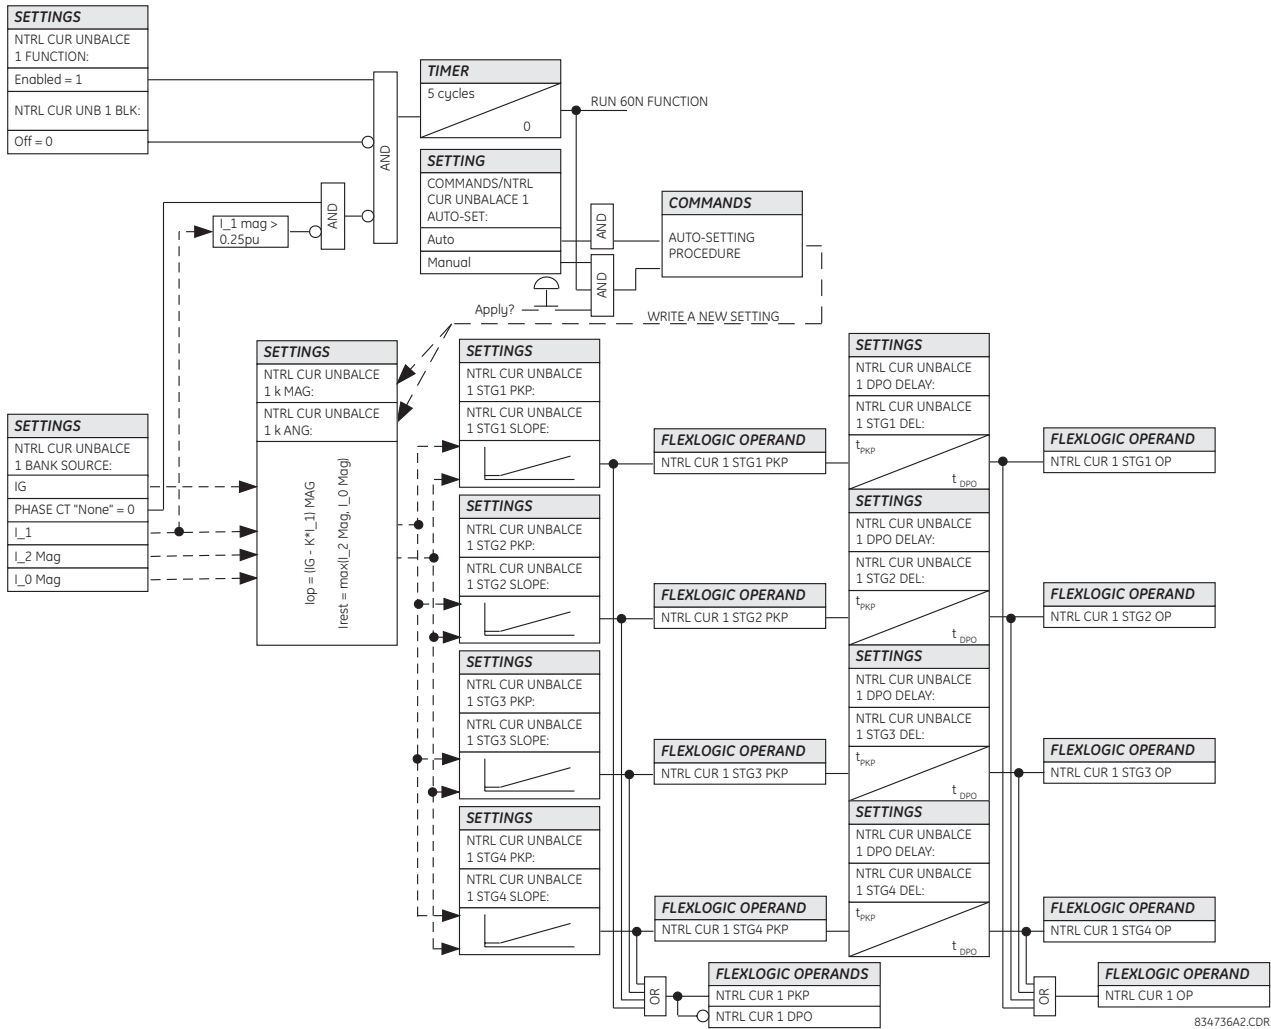 SETTINGS
NTRL CUR UNBALCE
1 FUNCTION:
Enabled = 1
NTRL CUR UNB 1 BLK:
Off = 0
AND
TIMER
5 cycles
0
RUN 60N FUNCTION
I_1 mag >
0.25pu
AND
SETTING
COMMANDS/NTRL
CUR UNBALACE 1
AUTO-SET:
Auto
Manual
AND
AND
Apply?
COMMANDS
AUTO-SETTING
PROCEDURE
WRITE A NEW SETTING
SETTINGS
NTRL CUR UNBALCE
1 BANK SOURCE:
IG
PHASE CT "None" = 0
I_1
I_2 Mag
I_0 Mag
SETTINGS
NTRL CUR UNBALCE
1 k MAG:
NTRL CUR UNBALCE
1 k ANG:
Iop = (IG - K*I_1) MAG
Irest = max(I_2 Mag, I_0 Mag)
SETTINGS
NTRL CUR UNBALCE
1 STG1 PKP:
NTRL CUR UNBALCE
1 STG1 SLOPE:
SETTINGS
NTRL CUR UNBALCE
1 STG2 PKP:
NTRL CUR UNBALCE
1 STG2 SLOPE:
SETTINGS
NTRL CUR UNBALCE
1 STG3 PKP:
NTRL CUR UNBALCE
1 STG3 SLOPE:
SETTINGS
NTRL CUR UNBALCE
1 STG4 PKP:
NTRL CUR UNBALCE
1 STG4 SLOPE:
FLEXLOGIC OPERAND
NTRL CUR 1 STG1 PKP
FLEXLOGIC OPERAND
NTRL CUR 1 STG2 PKP
FLEXLOGIC OPERAND
NTRL CUR 1 STG3 PKP
FLEXLOGIC OPERAND
NTRL CUR 1 STG4 PKP
OR
FLEXLOGIC OPERANDS
NTRL CUR 1 PKP
NTRL CUR 1 DPO
SETTINGS
NTRL CUR UNBALCE
1 DPO DELAY:
NTRL CUR UNBALCE
1 STG1 DEL:
tPKP
t DPO
SETTINGS
NTRL CUR UNBALCE
1 DPO DELAY:
NTRL CUR UNBALCE
1 STG2 DEL:
tPKP
t DPO
SETTINGS
NTRL CUR UNBALCE
1 DPO DELAY:
NTRL CUR UNBALCE
1 STG3 DEL:
tPKP
t DPO
SETTINGS
NTRL CUR UNBALCE
1 DPO DELAY:
NTRL CUR UNBALCE
1 STG4 DEL:
tPKP
t DPO
FLEXLOGIC OPERAND
NTRL CUR 1 STG1 OP
FLEXLOGIC OPERAND
NTRL CUR 1 STG2 OP
FLEXLOGIC OPERAND
NTRL CUR 1 STG3 OP
FLEXLOGIC OPERAND
NTRL CUR 1 STG4 OP
OR
FLEXLOGIC OPERAND
NTRL CUR 1 OP
834736A2.CDR